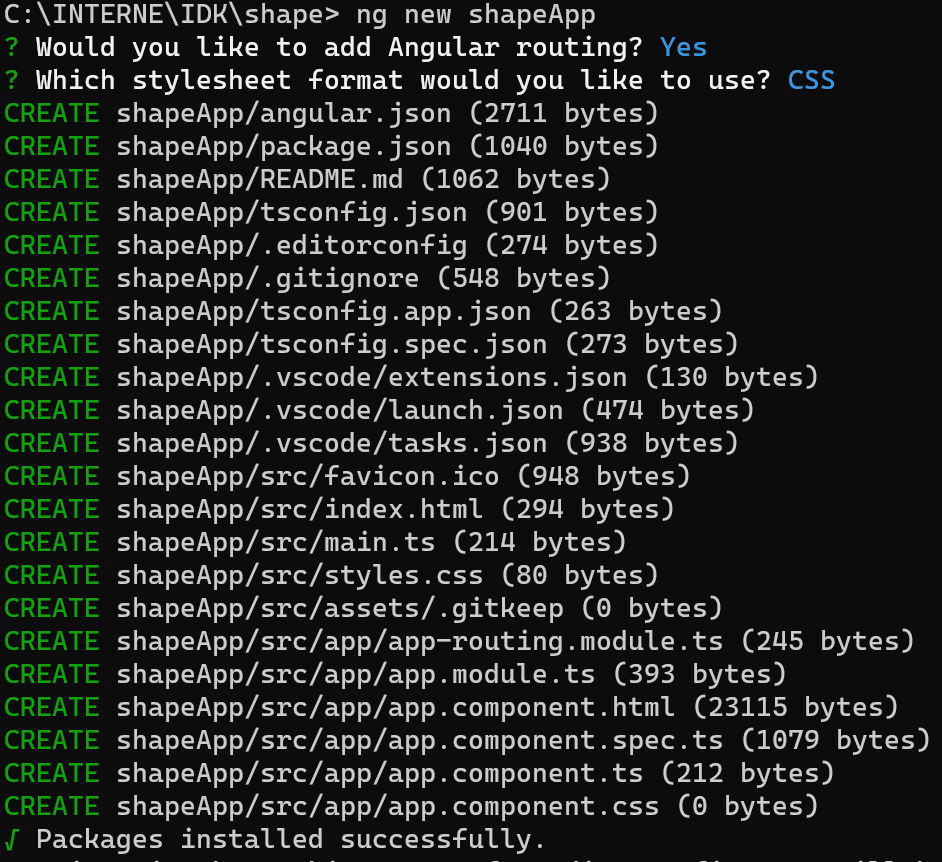 C:\INTERNE\IDK\shape> ng new shapeApp
? Would you like to add Angular routing? Yes
? Which stylesheet format would you like to use? CSS
CREATE shapeApp/angular.json (2711 bytes)
CREATE shapeApp/package.json (1040 bytes)
CREATE shapeApp/README.md (1062 bytes)
CREATE shapeApp/tsconfig.json (901 bytes)
CREATE shapeApp/.editorconfig (274 bytes)
CREATE shapeApp/.gitignore (548 bytes)
CREATE shapeApp/tsconfig.app.json (263 bytes)
CREATE shapeApp/tsconfig.spec.json (273 bytes)
CREATE shapeApp/.vscode/extensions.json (130 bytes)
CREATE shapeApp/.vscode/launch.json (474 bytes)
CREATE shapeApp/.vscode/tasks.json (938 bytes)
CREATE shapeApp/src/favicon.ico (948 bytes)
CREATE shapeApp/src/index.html (294 bytes)
CREATE shapeApp/src/main.ts (214 bytes)
CREATE shapeApp/src/styles.css (80 bytes)
CREATE shapeApp/src/assets/.gitkeep (0 bytes)
CREATE shapeApp/src/app/app-routing.module.ts (245 bytes)
CREATE shapeApp/src/app/app.module.ts (393 bytes)
CREATE shapeApp/src/app/app.component.html (23115 bytes)
CREATE shapeApp/src/app/app.component.spec.ts (1079 bytes)
CREATE shapeApp/src/app/app.component.ts (212 bytes)
CREATE shapeApp/src/app/app.component.css (0 bytes)
√ Packages installed successfully.